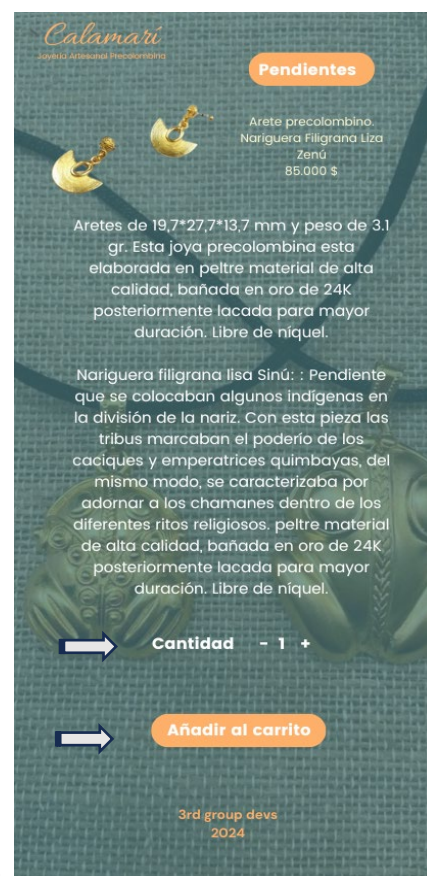 Calamarí
Joyería Artesanal Precolombina
Pendientes
Arete precolombino.
Nariguera Filigrana Liza
Zenú
85.000 $
Aretes de 19,7*27,7*13,7 mm y peso de 3.1
gr. Esta joya precolombina esta
elaborada en peltre material de alta
calidad, bañada en oro de 24K
posteriormente lacada para mayor
duración. Libre de níquel.
Nariguera filigrana lisa Sinú: : Pendiente
que se colocaban algunos indígenas en
la división de la nariz. Con esta pieza las
tribus marcaban el poderío de los
caciques y emperatrices quimbayas, del
mismo modo, se caracterizaba por
adornar a los chamanes dentro de los
diferentes ritos religiosos. peltre material
de alta calidad, bañada en oro de 24K
posteriormente lacada para mayor
duración. Libre de níquel.
Cantidad - 1 +
Añadir al carrito
3rd group devs
2024